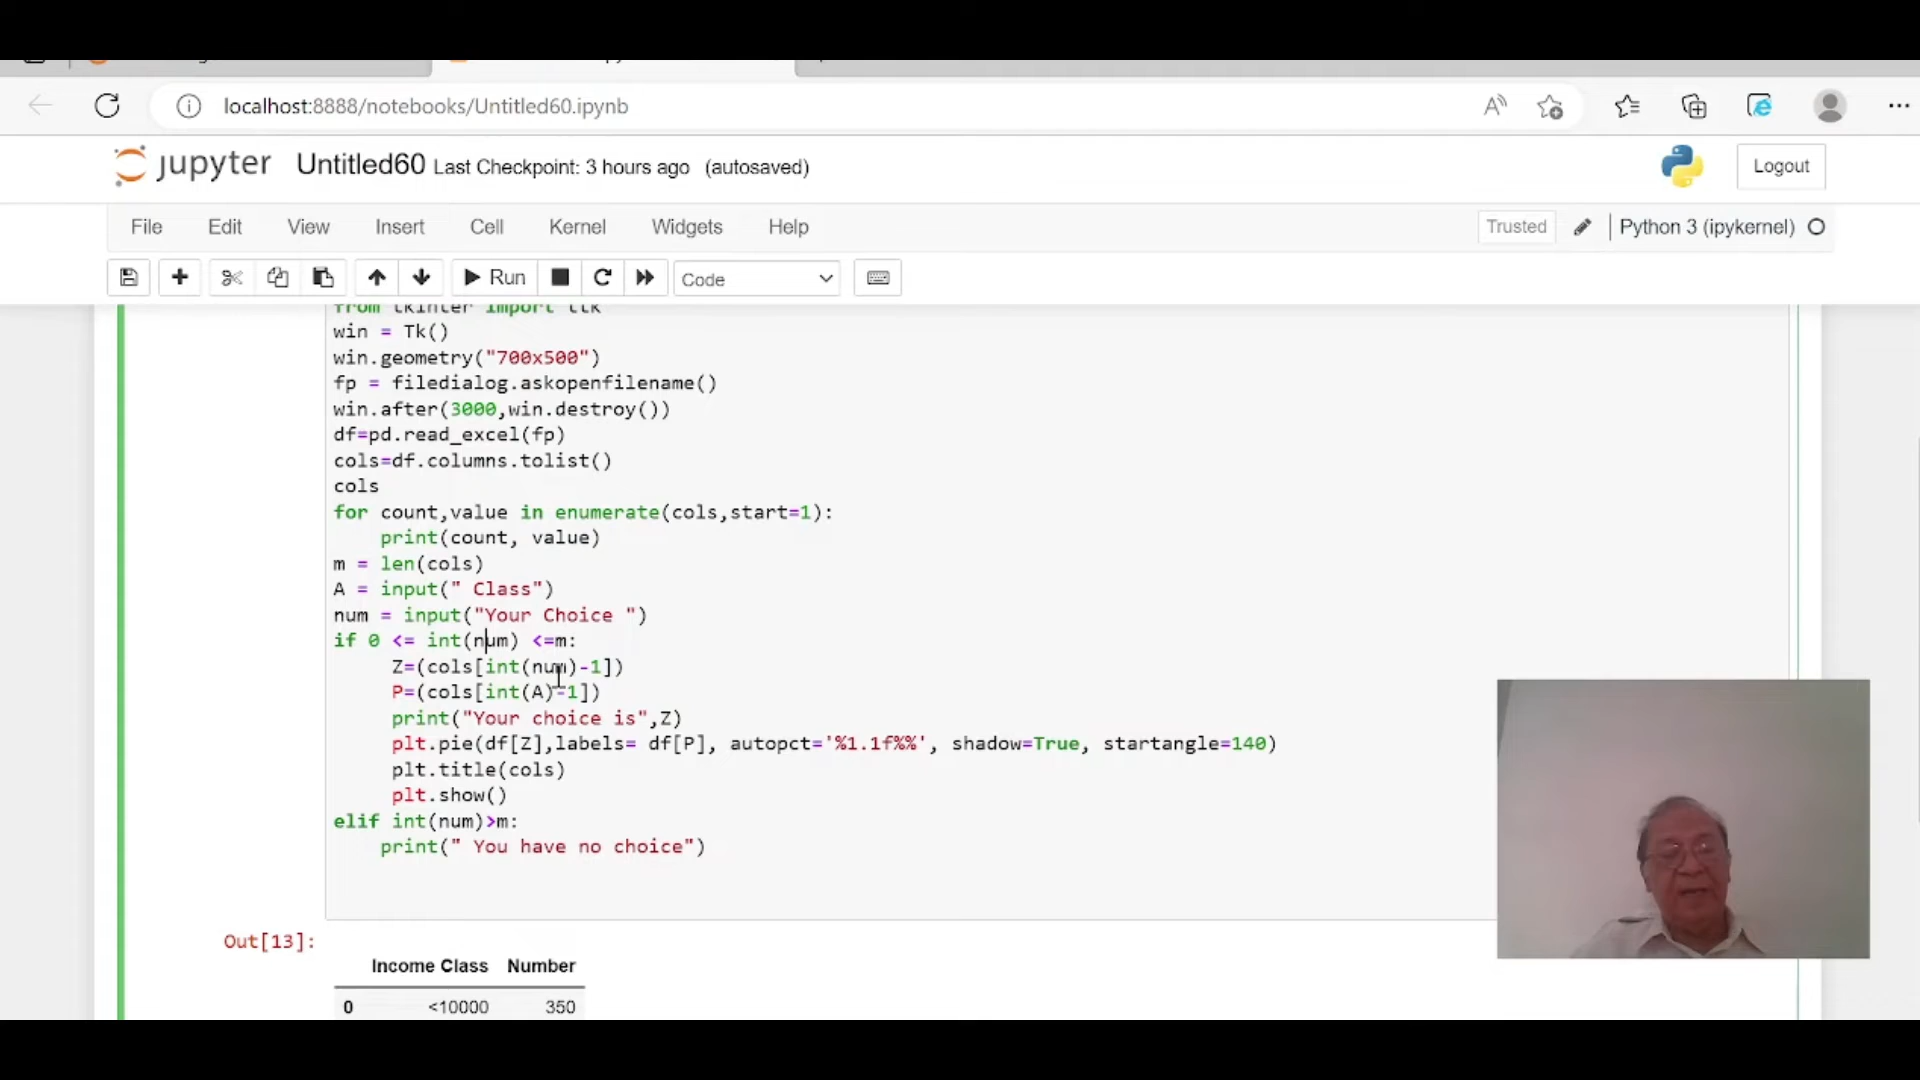 localhost:8888/notebooks/Untitled60.ipynb
jupyter Untitled60 Last Checkpoint: 3 hours ago (autosaved)
Logout
File Edit View Insert Cell Kernel Widgets Help
Trusted Python 3 (ipykernel)
Run Code
from tkinter import ttk
win = Tk()
win.geometry("700x500")
fp = filedialog.askopenfilename()
win.after(3000,win.destroy())
df=pd.read_excel(fp)
cols=df.columns.tolist()
cols
for count,value in enumerate(cols,start=1):
    print(count, value)
m = len(cols)
A = input(" Class")
num = input("Your Choice ")
if 0 <= int(num) <=m:
     Z=(cols[int(num)-1])
     P=(cols[int(A)-1])
     print("Your choice is",Z)
     plt.pie(df[Z],labels= df[P], autopct='%1.1f%%', shadow=True, startangle=140)
     plt.title(cols)
     plt.show()
elif int(num)>m:
    print(" You have no choice")
Out[13]:
Income Class Number
0 <10000 350